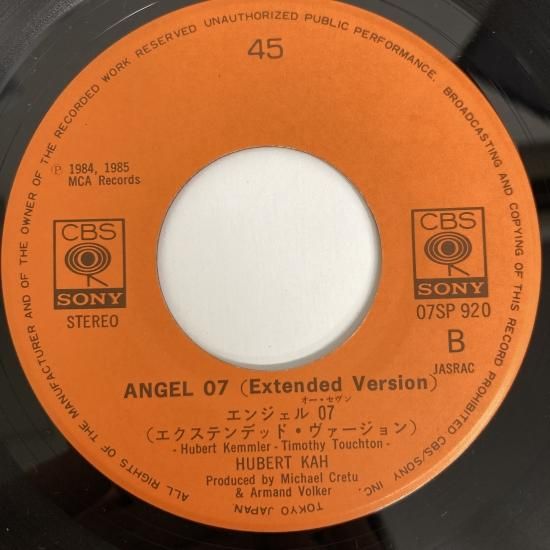 ALL RIGHTS OF THE MANUFACTURER AND OF THE OWNER OF THE RECORDED WORK RESERVED UNAUTHORIZED PUBLIC PERFORMANCE. BROADCASTING AND COPYING OF THIS RECORD PROHIBITED CBS/SONY INC. TOKYO JAPAN
45
Ⓟ 1984, 1985
MCA Records
CBS
SONY
STEREO
CBS
SONY
07SP 920
B
JASRAC
ANGEL 07 (Extended Version)
オー・セヴン
エンジェル 07
(エクステンデッド・ヴァージョン)
- Hubert Kemmler - Timothy Touchton -
HUBERT KAH
Produced by Michael Cretu
& Armand Volker